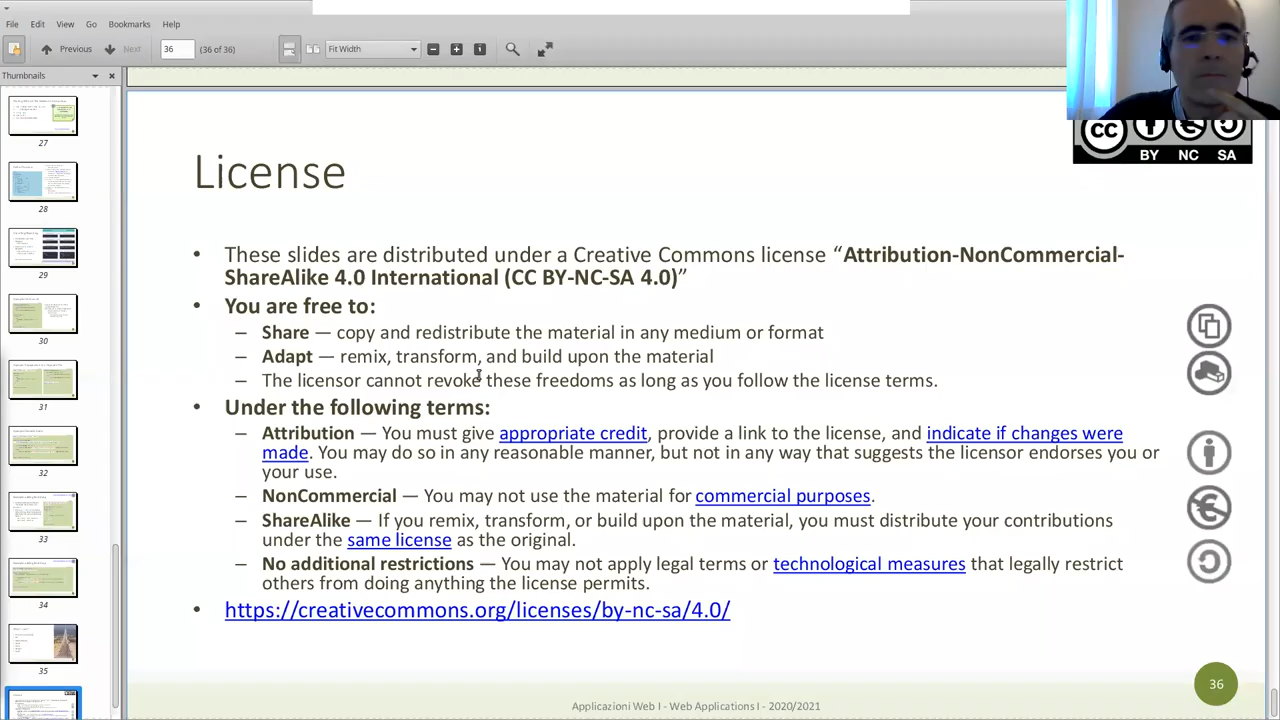 File Edit View Go Bookmarks Help
Previous Next 36 (36 of 36) Fit Width
Thumbnails
27
28
29
30
31
32
33
34
35
BY NC SA
License
• These slides are distributed under a Creative Commons license “Attribution-NonCommercial-
ShareAlike 4.0 International (CC BY-NC-SA 4.0)”
• You are free to:
– Share — copy and redistribute the material in any medium or format
– Adapt — remix, transform, and build upon the material
– The licensor cannot revoke these freedoms as long as you follow the license terms.
• Under the following terms:
– Attribution — You must give appropriate credit, provide a link to the license, and indicate if changes were
made. You may do so in any reasonable manner, but not in any way that suggests the licensor endorses you or
your use.
– NonCommercial — You may not use the material for commercial purposes.
– ShareAlike — If you remix, transform, or build upon the material, you must distribute your contributions
under the same license as the original.
– No additional restrictions — You may not apply legal terms or technological measures that legally restrict
others from doing anything the license permits.
• https://creativecommons.org/licenses/by-nc-sa/4.0/
36
Applicazioni Web I - Web Applications I - 2020/2021